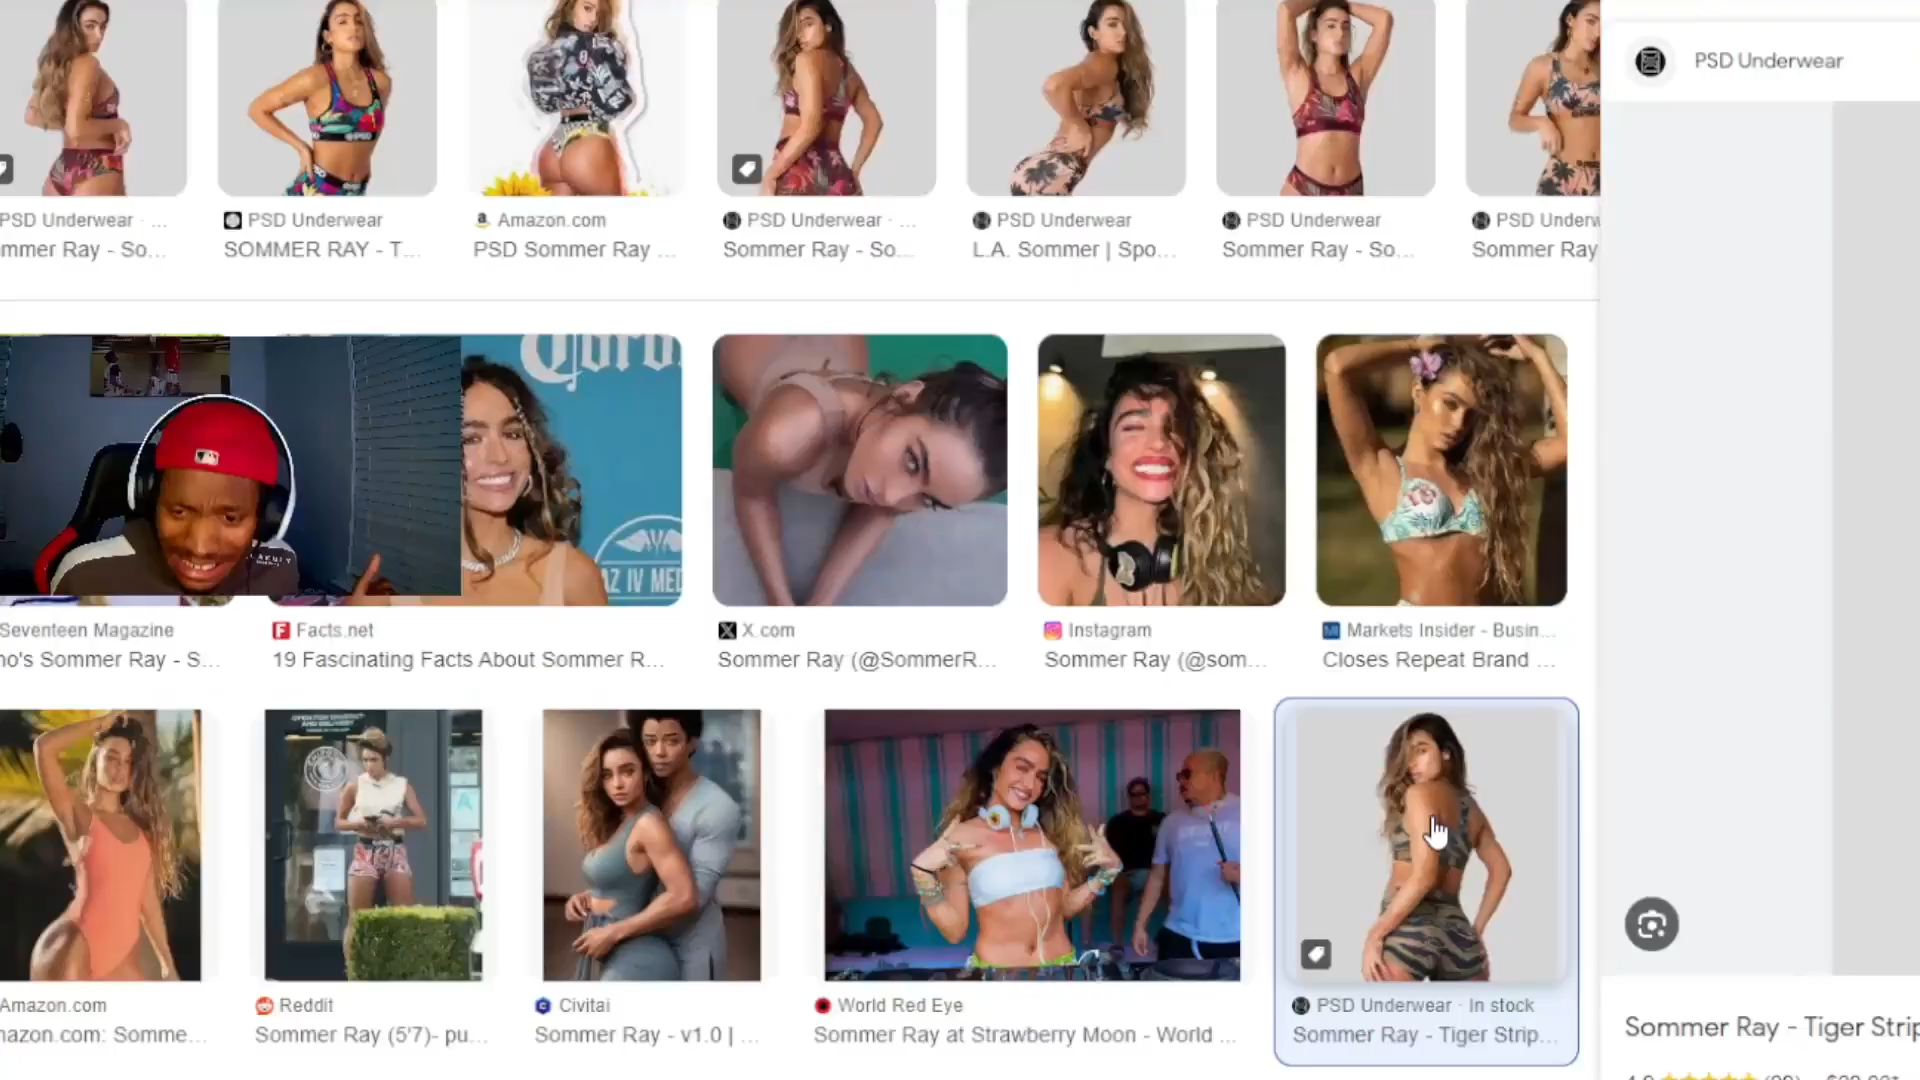 PSD Underwear
PSD Underwear · ...
mmer Ray - So...
PSD Underwear
SOMMER RAY - T...
Amazon.com
PSD Sommer Ray ...
PSD Underwear · ...
Sommer Ray - So...
PSD Underwear
L.A. Sommer | Spo...
PSD Underwear
Sommer Ray - So...
PSD Underw
Sommer Ray
Seventeen Magazine
no's Sommer Ray - S...
Facts.net
19 Fascinating Facts About Sommer R...
X.com
Sommer Ray (@SommerR...
Instagram
Sommer Ray (@som...
Markets Insider - Busin...
Closes Repeat Brand ...
AZ IV MED
Amazon.com
nazon.com: Somme...
Reddit
Sommer Ray (5'7)- pu...
Civitai
Sommer Ray - v1.0 | ...
World Red Eye
Sommer Ray at Strawberry Moon - World ...
PSD Underwear · In stock
Sommer Ray - Tiger Strip...
Sommer Ray - Tiger Strip